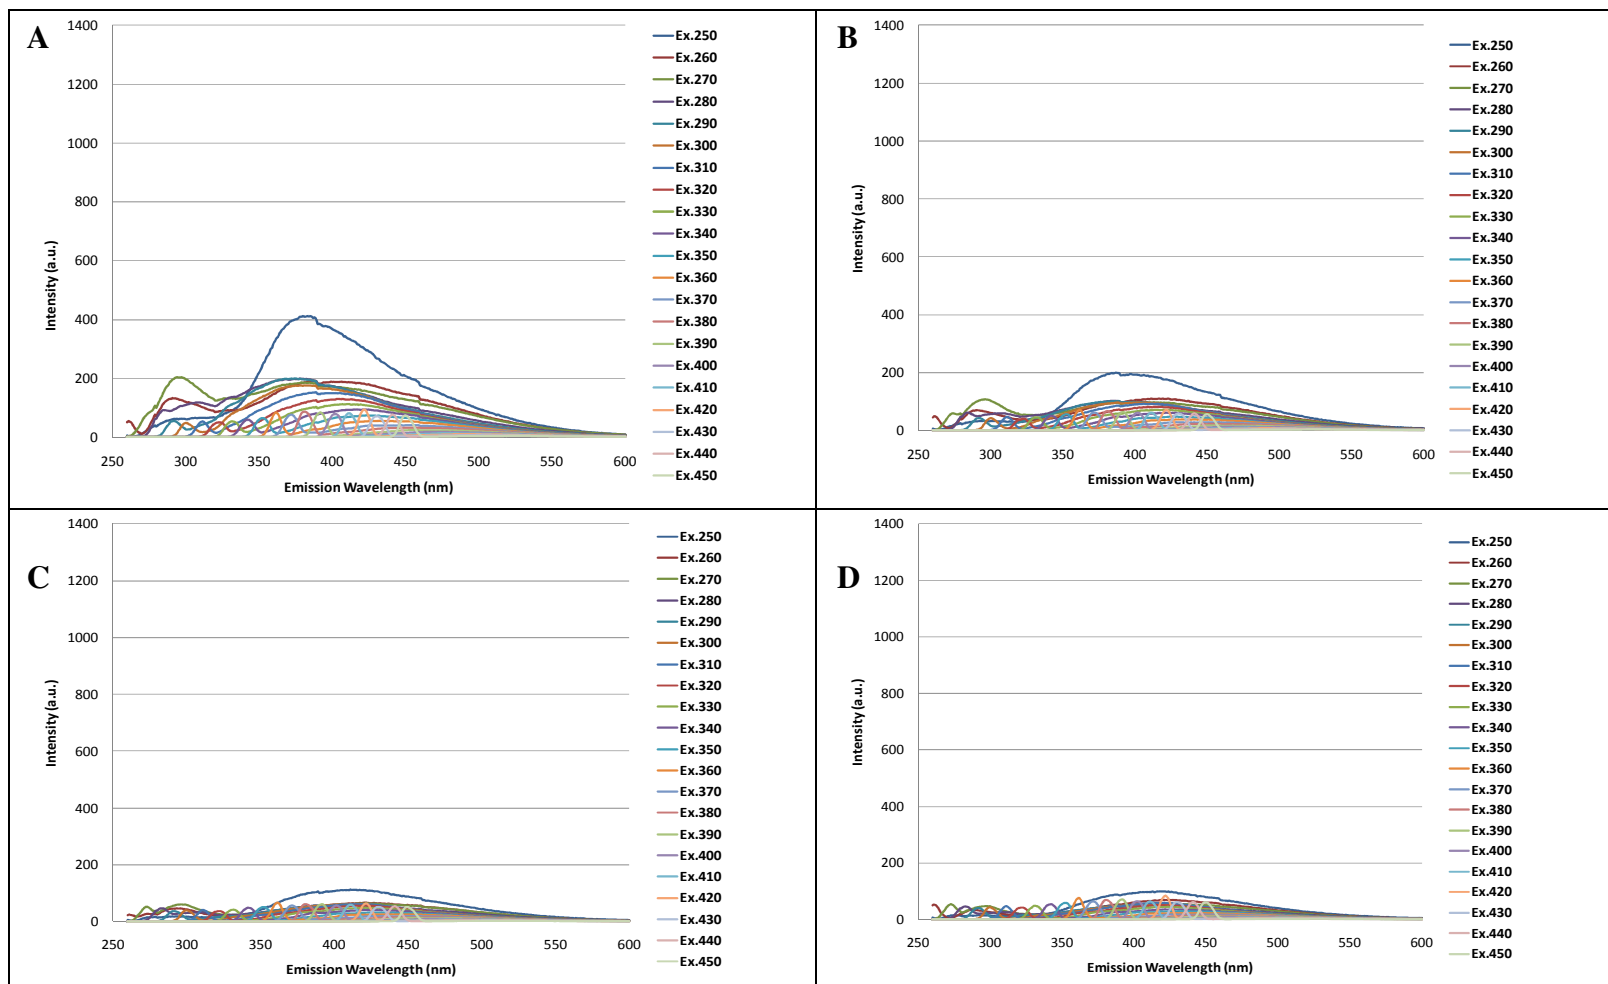 A
1400
1200
1000
800
600
400
200
0
Intensity (a.u.)
250 300 350 400 450 500 550 600
Emission Wavelength (nm)
Ex.250
Ex.260
Ex.270
Ex.280
Ex.290
Ex.300
Ex.310
Ex.320
Ex.330
Ex.340
Ex.350
Ex.360
Ex.370
Ex.380
Ex.390
Ex.400
Ex.410
Ex.420
Ex.430
Ex.440
Ex.450
B
1400
1200
1000
800
600
400
200
0
Intensity (a.u.)
250 300 350 400 450 500 550 600
Emission Wavelength (nm)
Ex.250
Ex.260
Ex.270
Ex.280
Ex.290
Ex.300
Ex.310
Ex.320
Ex.330
Ex.340
Ex.350
Ex.360
Ex.370
Ex.380
Ex.390
Ex.400
Ex.410
Ex.420
Ex.430
Ex.440
Ex.450
C
1400
1200
1000
800
600
400
200
0
Intensity (a.u.)
250 300 350 400 450 500 550 600
Emission Wavelength (nm)
Ex.250
Ex.260
Ex.270
Ex.280
Ex.290
Ex.300
Ex.310
Ex.320
Ex.330
Ex.340
Ex.350
Ex.360
Ex.370
Ex.380
Ex.390
Ex.400
Ex.410
Ex.420
Ex.430
Ex.440
Ex.450
D
1400
1200
1000
800
600
400
200
0
Intensity (a.u.)
250 300 350 400 450 500 550 600
Emission Wavelength (nm)
Ex.250
Ex.260
Ex.270
Ex.280
Ex.290
Ex.300
Ex.310
Ex.320
Ex.330
Ex.340
Ex.350
Ex.360
Ex.370
Ex.380
Ex.390
Ex.400
Ex.410
Ex.420
Ex.430
Ex.440
Ex.450